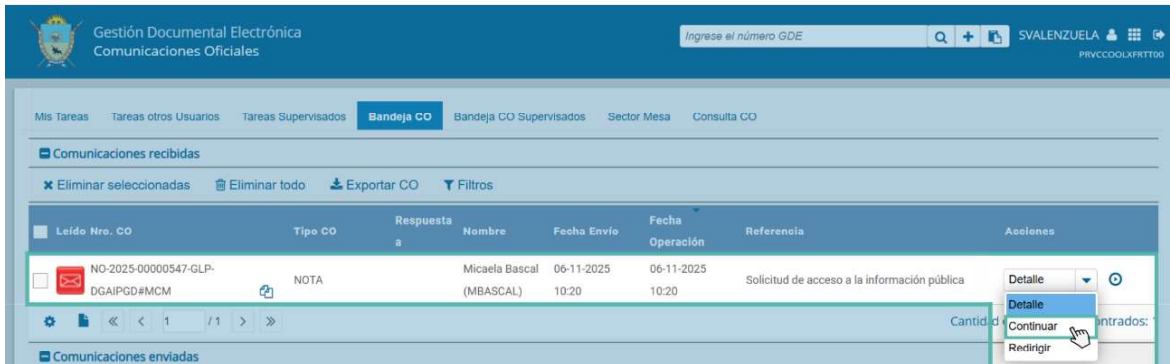 Gestión Documental Electrónica
Comunicaciones Oficiales
Ingrese el número GDE
SVALENZUELA
PRVCCOOLXFRTT00
Mis Tareas Tareas otros Usuarios Tareas Supervisados Bandeja CO Bandeja CO Supervisados Sector Mesa Consulta CO
Comunicaciones recibidas
Eliminar seleccionadas Eliminar todo Exportar CO Filtros
Leído Nro. CO Tipo CO Respuesta a Nombre Fecha Envío Fecha Operación Referencia Acciones
NO-2025-00000547-GLP- Micaela Bascal 06-11-2025 06-11-2025
DGAIPGD#MCM NOTA (MBASCAL) 10:20 10:20 Solicitud de acceso a la información pública Detalle
Detalle
1 / 1 Cantidad ontrados: 1
Continuar
Redirigir
Comunicaciones enviadas